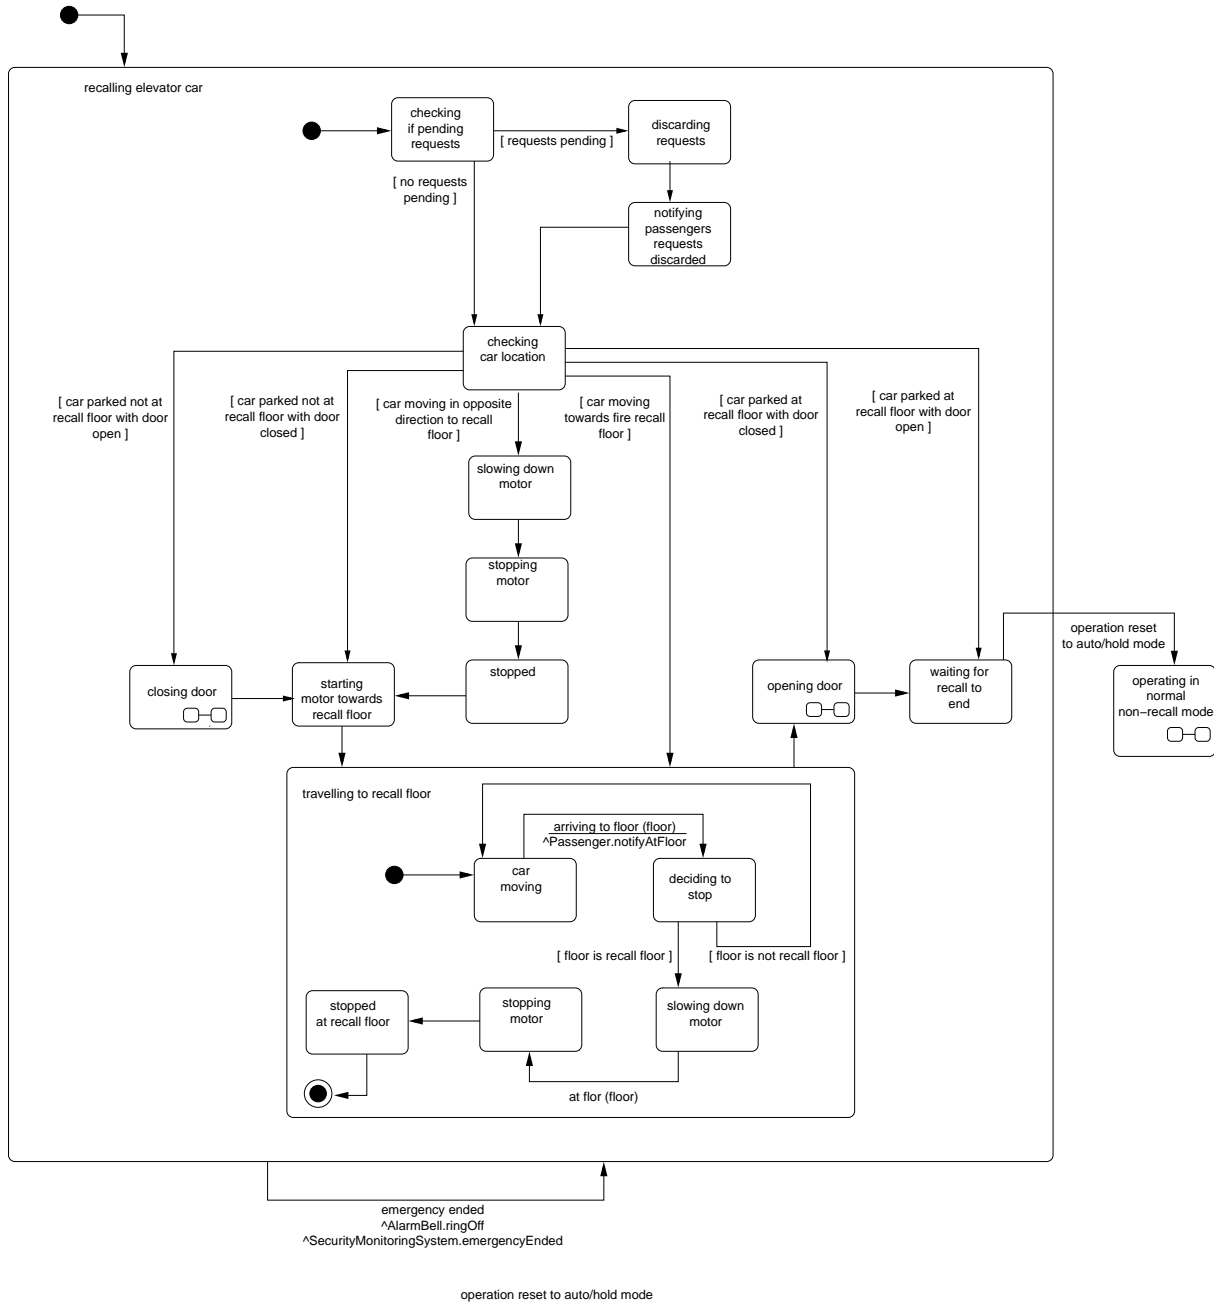 recalling elevator car
checking
if pending
requests
[ requests pending ]
discarding
requests
[ no requests
pending ]
notifying
passengers
requests
discarded
checking
car location
[ car parked not at
recall floor with door
open ]
[ car parked not at
recall floor with door
closed ]
[ car moving in opposite
direction to recall
floor ]
[ car moving
towards fire recall
floor ]
[ car parked at
recall floor with door
closed ]
[ car parked at
recall floor with door
open ]
slowing down
motor
stopping
motor
stopped
closing door
starting
motor towards
recall floor
opening door
waiting for
recall to
end
operation reset
to auto/hold mode
operating in
normal
non−recall mode
travelling to recall floor
arriving to floor (floor)
^Passenger.notifyAtFloor
car
moving
deciding to
stop
[ floor is recall floor ]
[ floor is not recall floor ]
stopped
at recall floor
stopping
motor
slowing down
motor
at flor (floor)
emergency ended
^AlarmBell.ringOff
^SecurityMonitoringSystem.emergencyEnded
operation reset to auto/hold mode